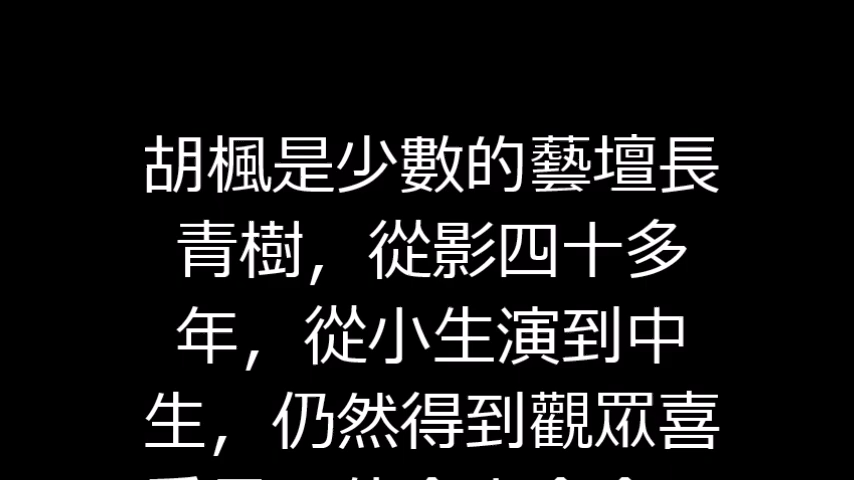 胡楓是少數的藝壇長
青樹，從影四十多
年，從小生演到中
生，仍然得到觀眾喜